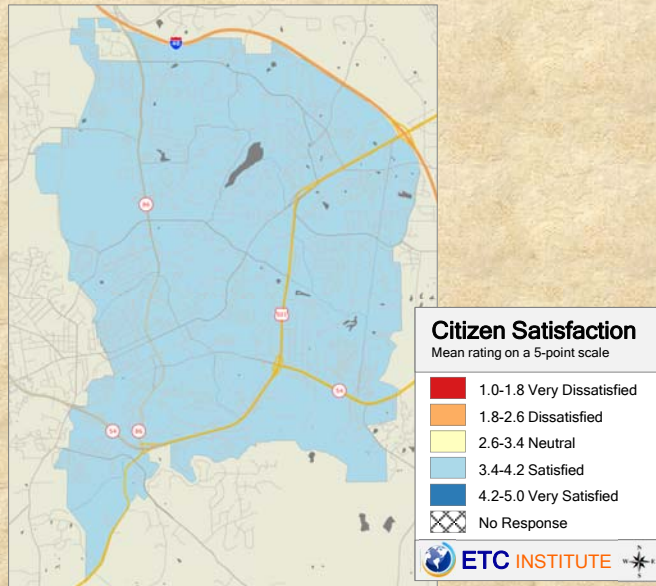 40
86
501
54
54
86
Citizen Satisfaction
Mean rating on a 5-point scale
1.0-1.8 Very Dissatisfied
1.8-2.6 Dissatisfied
2.6-3.4 Neutral
3.4-4.2 Satisfied
4.2-5.0 Very Satisfied
No Response
ETC INSTITUTE
N
W E
S